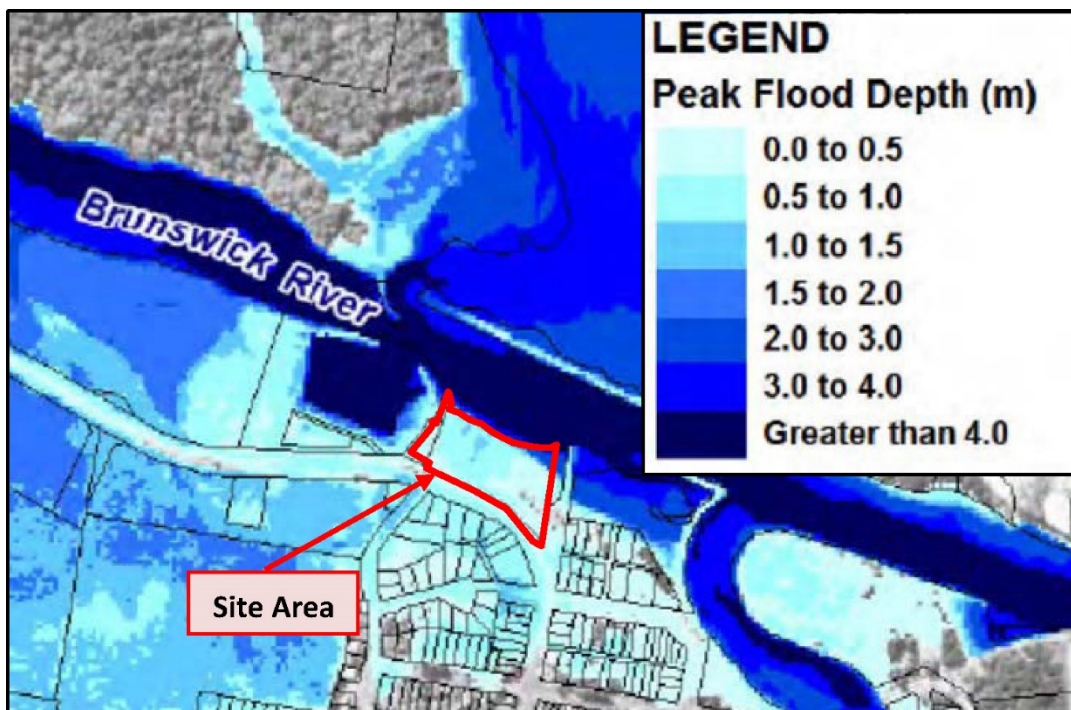 LEGEND
Peak Flood Depth (m)
0.0 to 0.5
0.5 to 1.0
1.0 to 1.5
1.5 to 2.0
2.0 to 3.0
3.0 to 4.0
Greater than 4.0
Brunswick River
Site Area